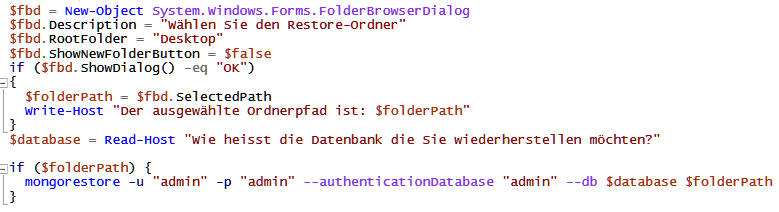 $fbd = New-Object System.Windows.Forms.FolderBrowserDialog
$fbd.Description = "Wählen Sie den Restore-Ordner"
$fbd.RootFolder = "Desktop"
$fbd.ShowNewFolderButton = $false
if ($fbd.ShowDialog() -eq "OK")
{
  $folderPath = $fbd.SelectedPath
  Write-Host "Der ausgewählte Ordnerpfad ist: $folderPath"
}
$database = Read-Host "Wie heisst die Datenbank die Sie wiederherstellen möchten?"

if ($folderPath) {
  mongorestore -u "admin" -p "admin" --authenticationDatabase "admin" --db $database $folderPath
}